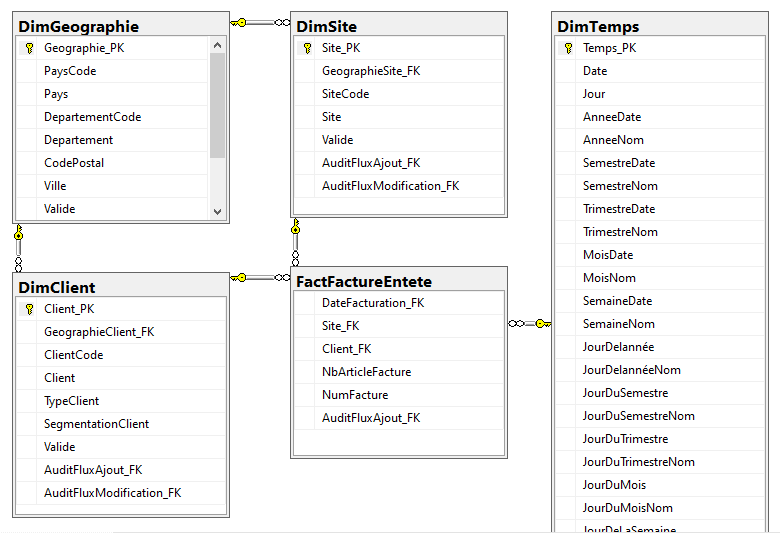 DimGeographie
Geographie_PK
PaysCode
Pays
DepartementCode
Departement
CodePostal
Ville
Valide
DimSite
Site_PK
GeographieSite_FK
SiteCode
Site
Valide
AuditFluxAjout_FK
AuditFluxModification_FK
DimTemps
Temps_PK
Date
Jour
AnneeDate
AnneeNom
SemestreDate
SemestreNom
TrimestreDate
TrimestreNom
MoisDate
MoisNom
SemaineDate
SemaineNom
JourDelannée
JourDelannéeNom
JourDuSemestre
JourDuSemestreNom
JourDuTrimestre
JourDuTrimestreNom
JourDuMois
JourDuMoisNom
JourDeLaSemaine
DimClient
Client_PK
GeographieClient_FK
ClientCode
Client
TypeClient
SegmentationClient
Valide
AuditFluxAjout_FK
AuditFluxModification_FK
FactFactureEntete
DateFacturation_FK
Site_FK
Client_FK
NbArticleFacture
NumFacture
AuditFluxAjout_FK